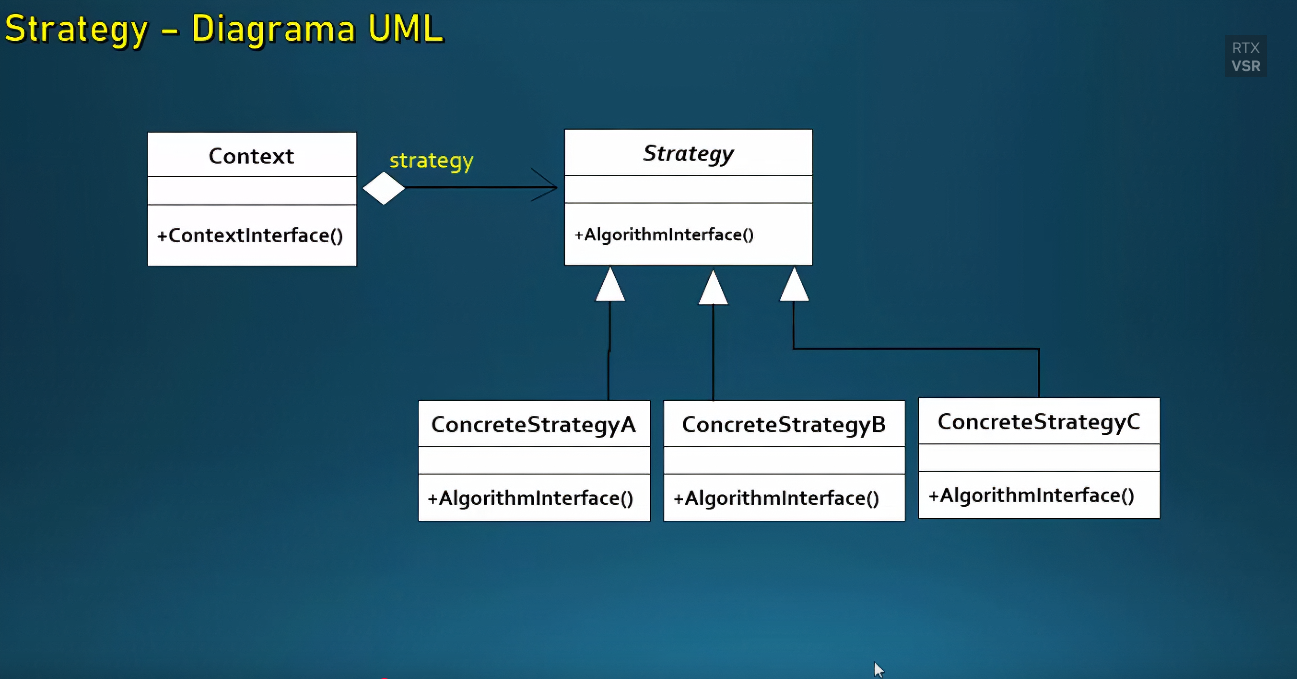 Strategy – Diagrama UML
RTX
VSR
Context
+ContextInterface()
strategy
Strategy
+AlgorithmInterface()
ConcreteStrategyA
+AlgorithmInterface()
ConcreteStrategyB
+AlgorithmInterface()
ConcreteStrategyC
+AlgorithmInterface()